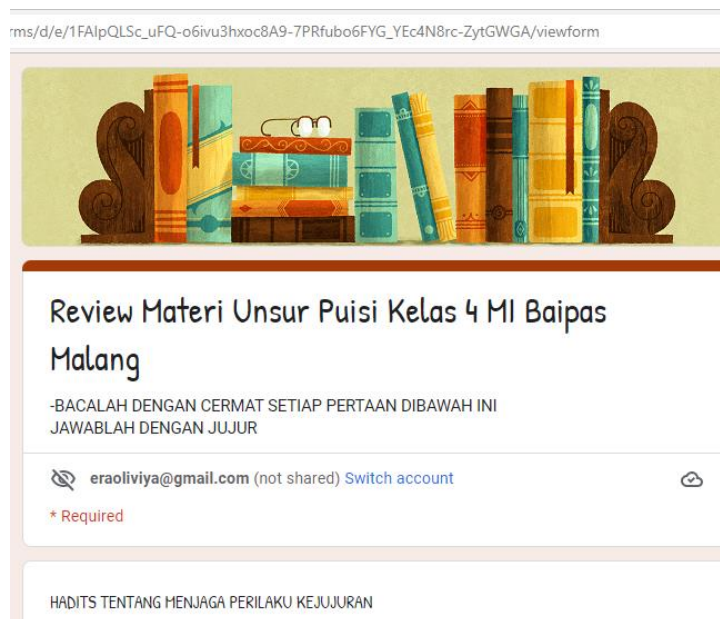 rms/d/e/1FAIpQLSc_uFQ-o6ivu3hxoc8A9-7PRfubo6FYG_YEc4N8rc-ZytGWGA/viewform
Review Materi Unsur Puisi Kelas 4 MI Baipas
Malang
-BACALAH DENGAN CERMAT SETIAP PERTAAN DIBAWAH INI
JAWABLAH DENGAN JUJUR
eraoliviya@gmail.com (not shared) Switch account
* Required
HADITS TENTANG MENJAGA PERILAKU KEJUJURAN